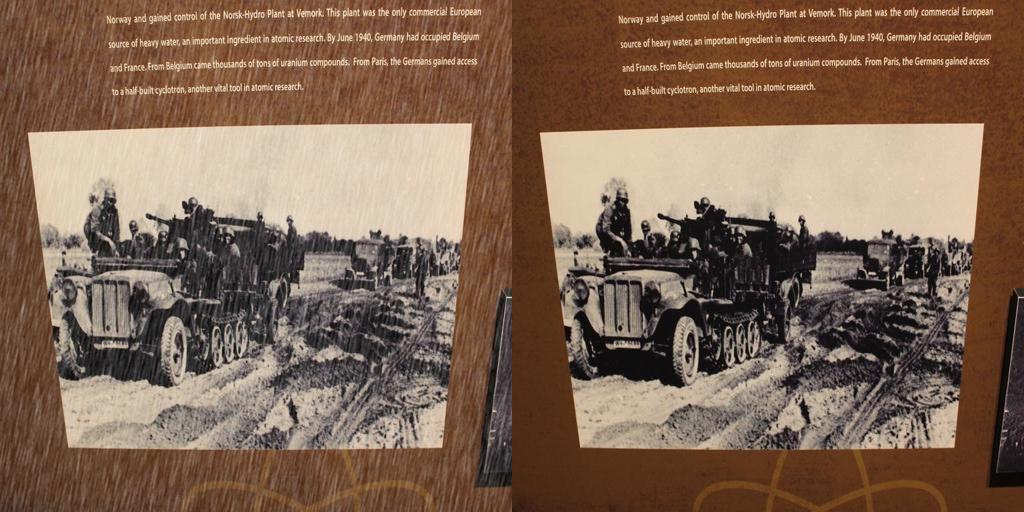 Norway and gained control of the Norsk-Hydro Plant at Vemork. This plant was the only commercial European
source of heavy water, an important ingredient in atomic research. By June 1940, Germany had occupied Belgium
and France. From Belgium came thousands of tons of uranium compounds. From Paris, the Germans gained access
to a half-built cyclotron, another vital tool in atomic research.
Norway and gained control of the Norsk-Hydro Plant at Vemork. This plant was the only commercial European
source of heavy water, an important ingredient in atomic research. By June 1940, Germany had occupied Belgium
and France. From Belgium came thousands of tons of uranium compounds. From Paris, the Germans gained access
to a half-built cyclotron, another vital tool in atomic research.